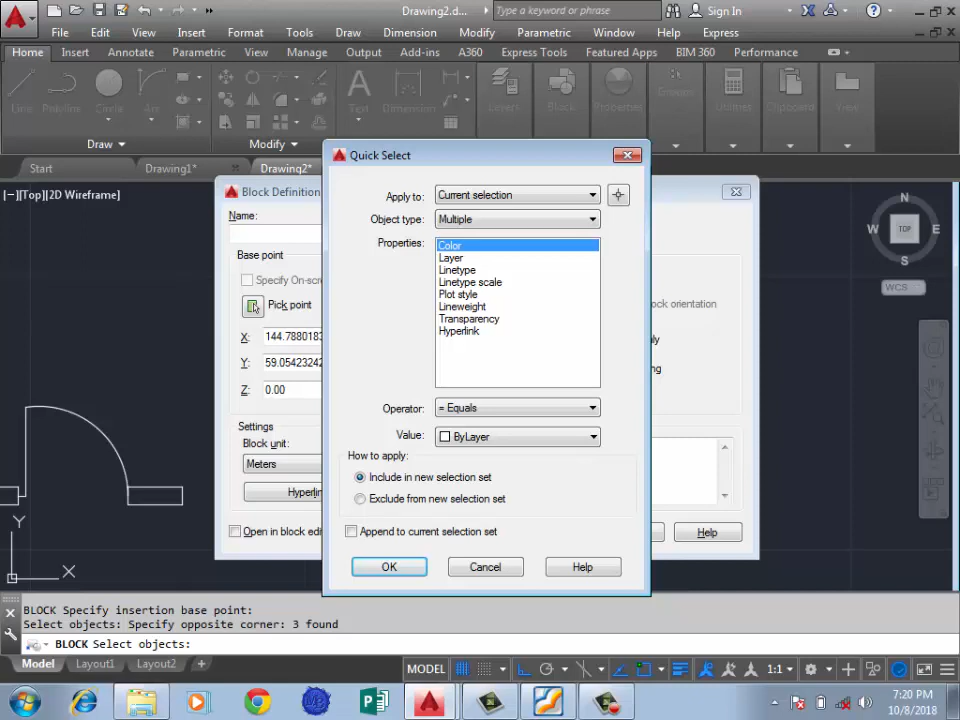 Drawing2.d...
Type a keyword or phrase
Sign In
File Edit View Insert Format Tools Draw Dimension Modify Parametric Window Help Express
Home Insert Annotate Parametric View Manage Output Add-ins A360 Express Tools Featured Apps BIM 360 Performance
Line Polyline Circle Arc Text Dimension Layers Block Properties Groups Utilities Clipboard View
Draw Modify
Start Drawing1* Drawing2*
[−][Top][2D Wireframe]
Block Definition
Name:
Base point
Specify On-scr
Pick point
X: 144.7880183
Y: 59.05423242
Z: 0.00
Settings
Block unit:
Meters
Hyperlin
Open in block edi
ock orientation
ly
ng
Help
Quick Select
Apply to: Current selection
Object type: Multiple
Properties: Color
Layer
Linetype
Linetype scale
Plot style
Lineweight
Transparency
Hyperlink
Operator: = Equals
Value: ByLayer
How to apply:
Include in new selection set
Exclude from new selection set
Append to current selection set
OK Cancel Help
N
W TOP E
S
WCS
Y
X
BLOCK Specify insertion base point:
Select objects: Specify opposite corner: 3 found
BLOCK Select objects:
Model Layout1 Layout2 +
MODEL 1:1
7:20 PM
10/8/2018